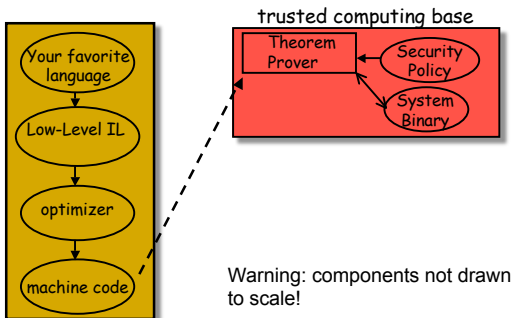 trusted computing base
Your favorite
language
Low-Level IL
optimizer
machine code
Theorem
Prover
Security
Policy
System
Binary
Warning: components not drawn
to scale!